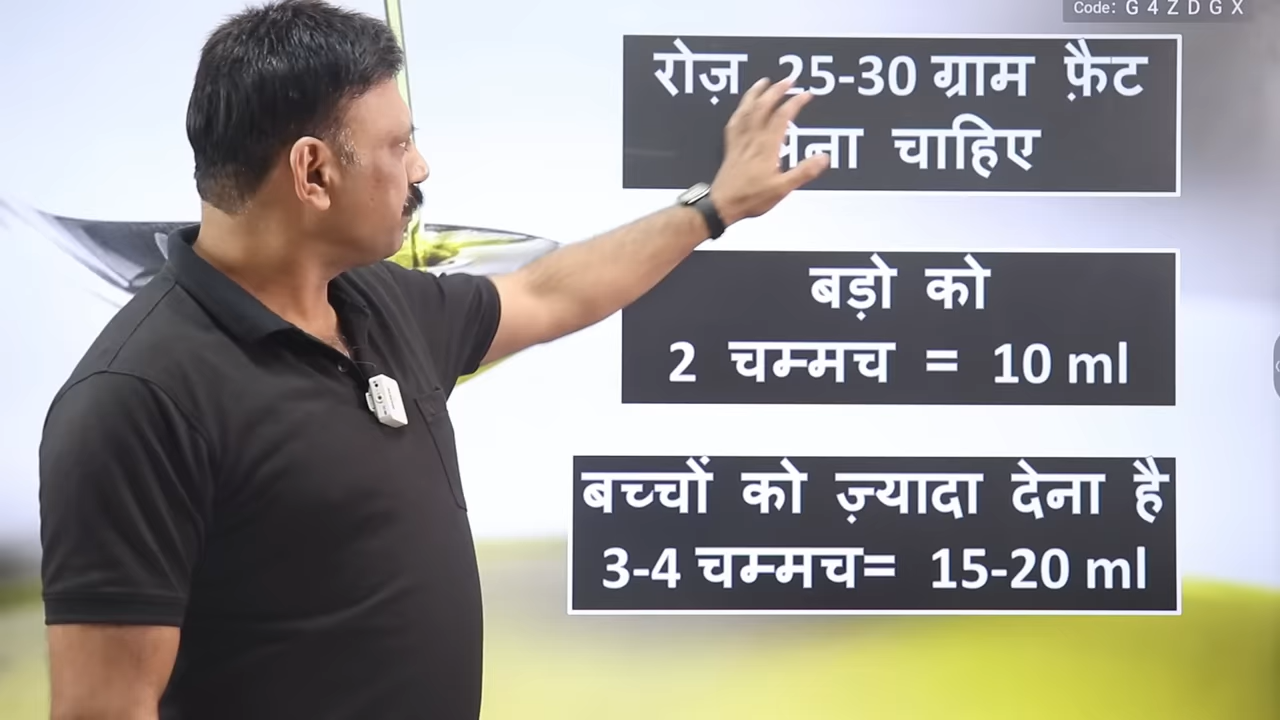 Code: G 4 Z D G X
रोज़ 25-30 ग्राम फ़ैट
चाहिए
बड़ो को
2 चम्मच = 10 ml
बच्चों को ज़्यादा देना है
3-4 चम्मच= 15-20 ml